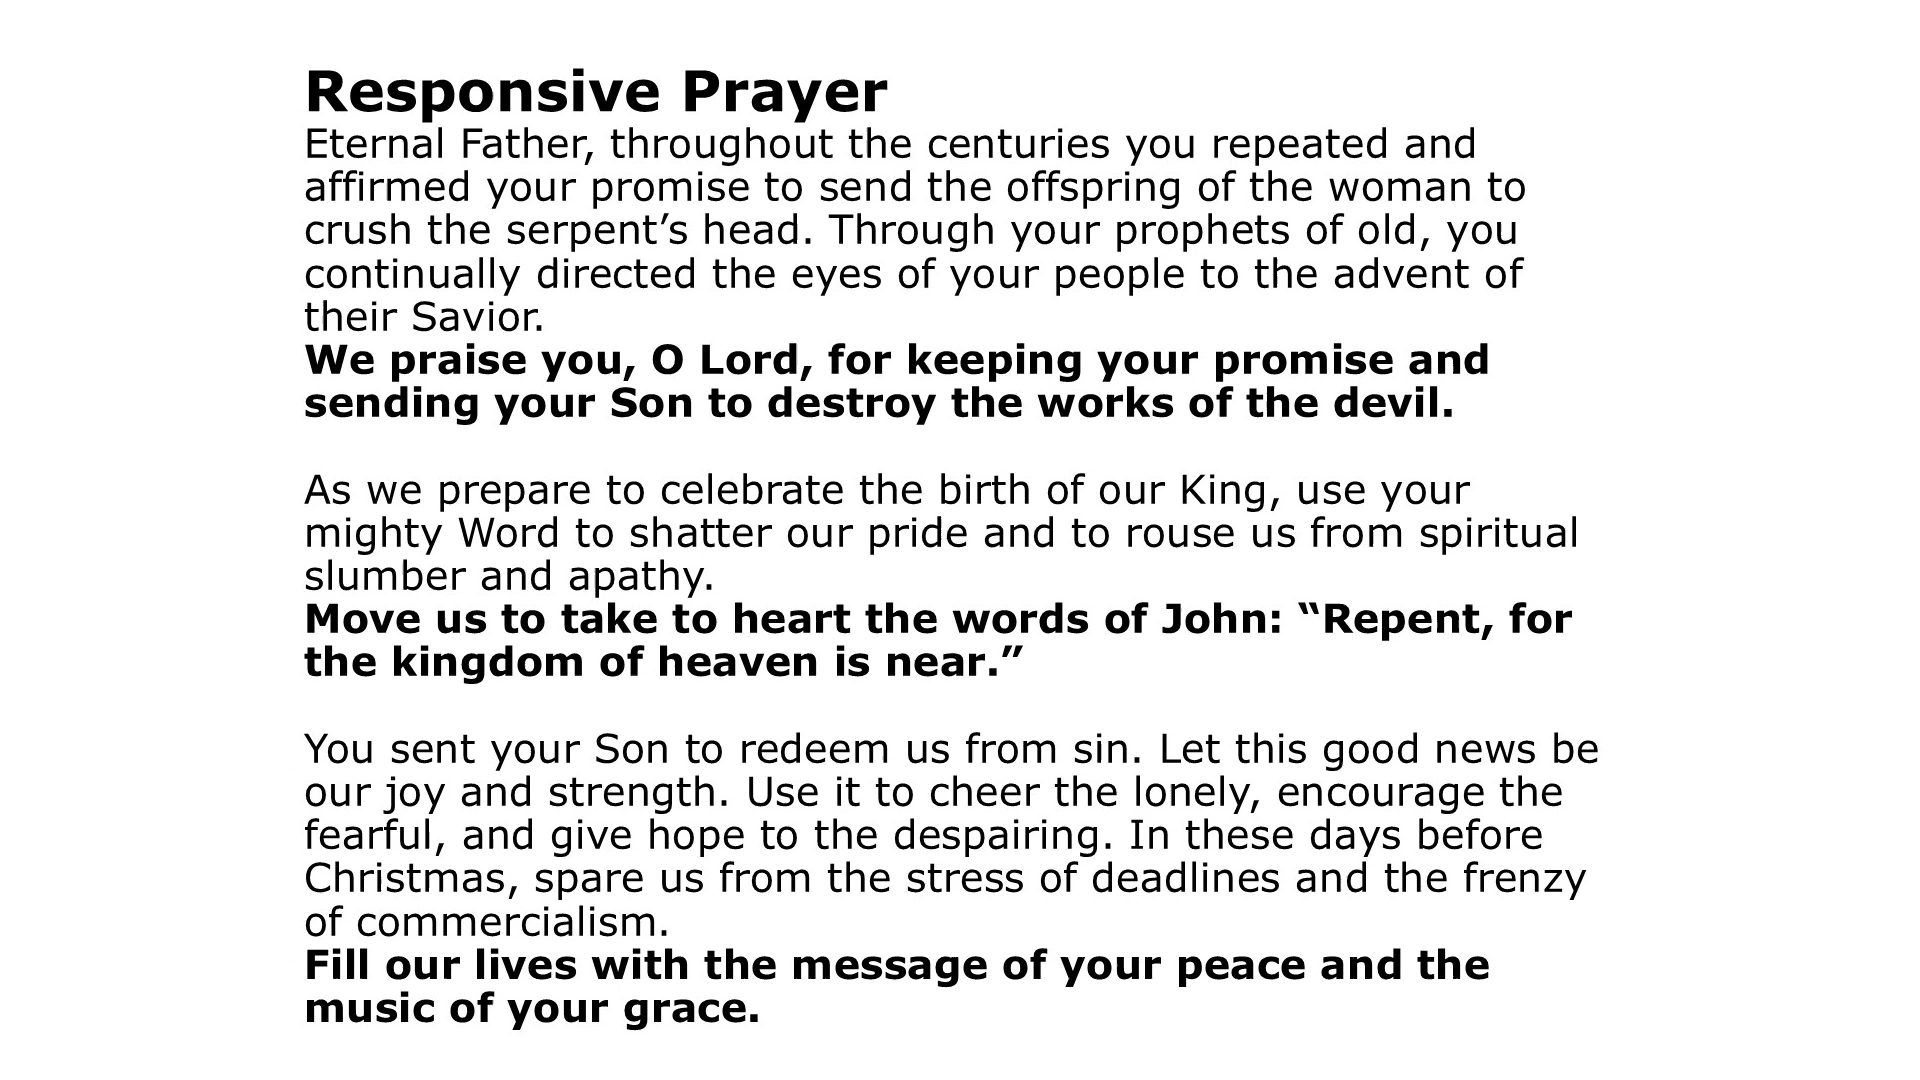 Responsive Prayer
Eternal Father, throughout the centuries you repeated and
affirmed your promise to send the offspring of the woman to
crush the serpent’s head. Through your prophets of old, you
continually directed the eyes of your people to the advent of
their Savior.
We praise you, O Lord, for keeping your promise and
sending your Son to destroy the works of the devil.
As we prepare to celebrate the birth of our King, use your
mighty Word to shatter our pride and to rouse us from spiritual
slumber and apathy.
Move us to take to heart the words of John: “Repent, for
the kingdom of heaven is near.”
You sent your Son to redeem us from sin. Let this good news be
our joy and strength. Use it to cheer the lonely, encourage the
fearful, and give hope to the despairing. In these days before
Christmas, spare us from the stress of deadlines and the frenzy
of commercialism.
Fill our lives with the message of your peace and the
music of your grace.